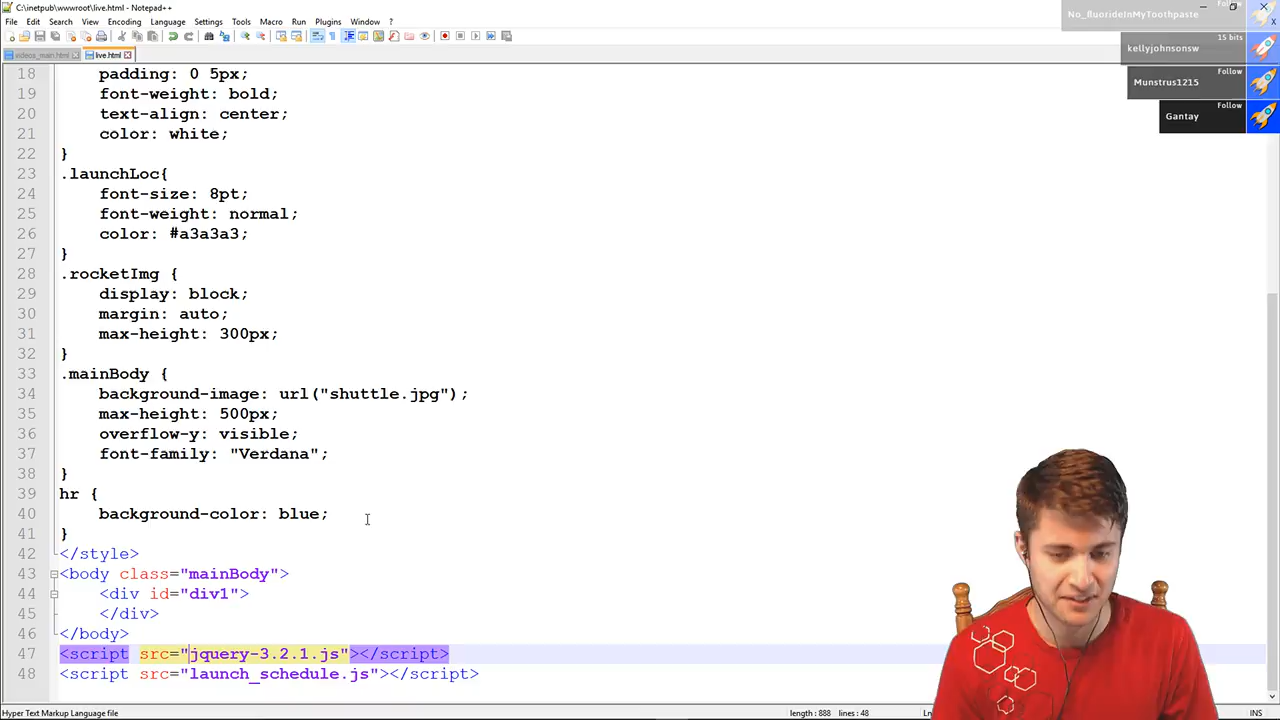 C:\inetpub\wwwroot\live.html - Notepad++
File Edit Search View Encoding Language Settings Tools Macro Run Plugins Window ?
videos_main.html live.html
18 padding: 0 5px;
19 font-weight: bold;
20 text-align: center;
21 color: white;
22 }
23 .launchLoc{
24 font-size: 8pt;
25 font-weight: normal;
26 color: #a3a3a3;
27 }
28 .rocketImg {
29 display: block;
30 margin: auto;
31 max-height: 300px;
32 }
33 .mainBody {
34 background-image: url("shuttle.jpg");
35 max-height: 500px;
36 overflow-y: visible;
37 font-family: "Verdana";
38 }
39 hr {
40 background-color: blue;
41 }
42 </style>
43 <body class="mainBody">
44 <div id="div1">
45 </div>
46 </body>
47 <script src="jquery-3.2.1.js"></script>
48 <script src="launch_schedule.js"></script>
No_fluorideInMyToothpaste
15 bits
kellyjohnsonsw
Follow
Munstrus1215
Follow
Gantay
Hyper Text Markup Language file length : 888 lines : 48 Ln INS